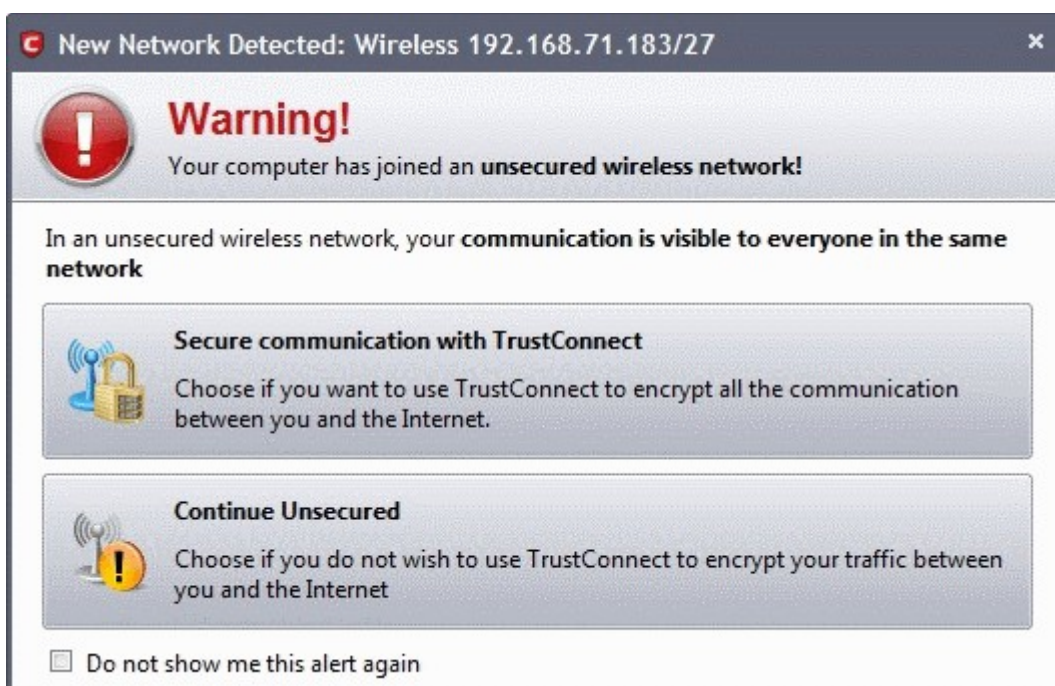 New Network Detected: Wireless 192.168.71.183/27
Warning!
Your computer has joined an unsecured wireless network!
In an unsecured wireless network, your communication is visible to everyone in the same
network
Secure communication with TrustConnect
Choose if you want to use TrustConnect to encrypt all the communication
between you and the Internet.
Continue Unsecured
Choose if you do not wish to use TrustConnect to encrypt your traffic between
you and the Internet
Do not show me this alert again